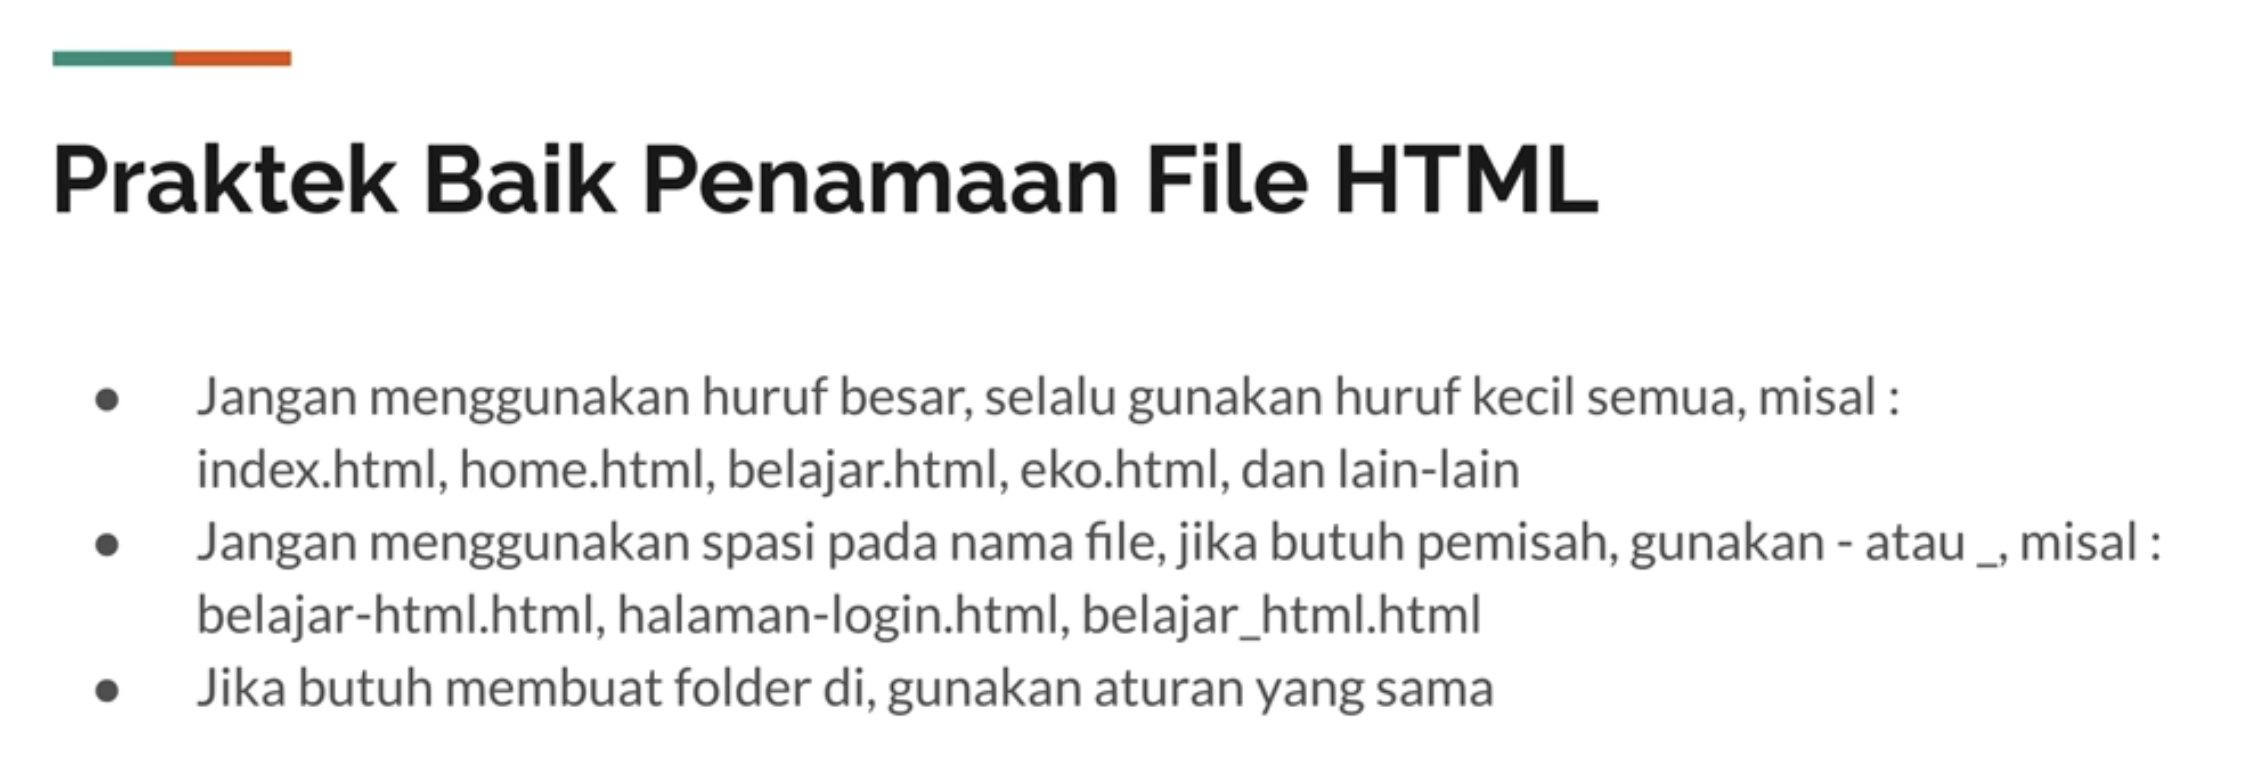 Praktek Baik Penamaan File HTML
● Jangan menggunakan huruf besar, selalu gunakan huruf kecil semua, misal :
index.html, home.html, belajar.html, eko.html, dan lain-lain
● Jangan menggunakan spasi pada nama file, jika butuh pemisah, gunakan - atau _, misal :
belajar-html.html, halaman-login.html, belajar_html.html
● Jika butuh membuat folder di, gunakan aturan yang sama